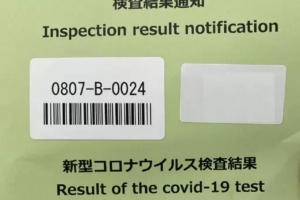 検査結果通知
Inspection result notification
0807-B-0024
新型コロナウイルス検査結果
Result of the covid-19 test